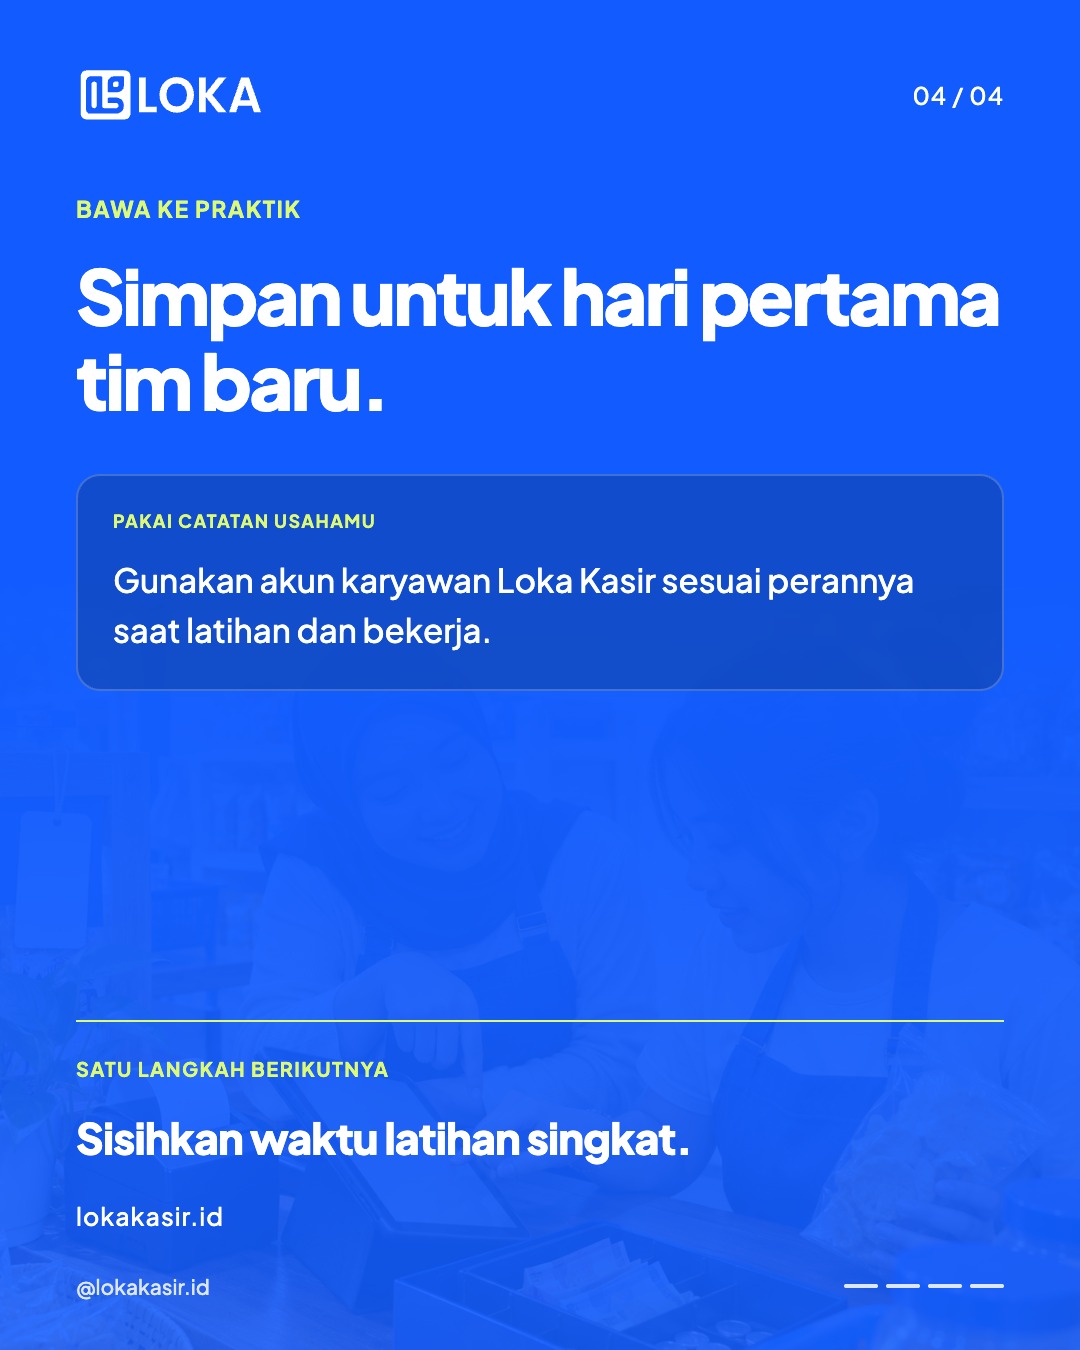 LOKA
04 / 04
BAWA KE PRAKTIK
Simpan untuk hari pertama
tim baru.
PAKAI CATATAN USAHAMU
Gunakan akun karyawan Loka Kasir sesuai perannya
saat latihan dan bekerja.
SATU LANGKAH BERIKUTNYA
Sisihkan waktu latihan singkat.
lokakasir.id
@lokakasir.id